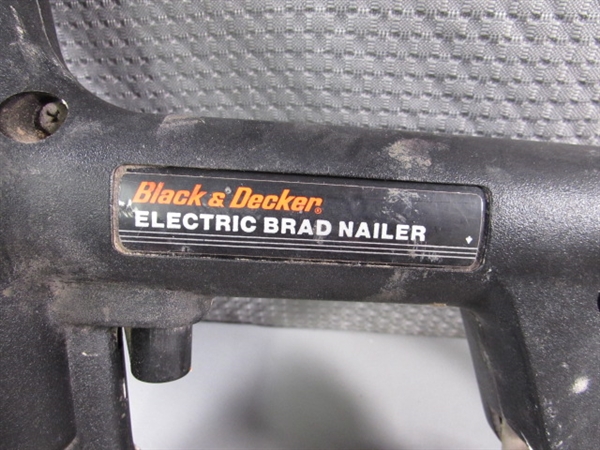 Black & Decker®
ELECTRIC BRAD NAILER